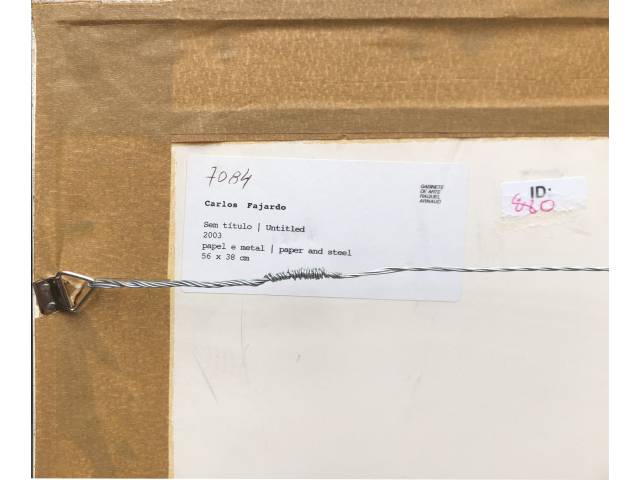 7084
Carlos Fajardo
Sem título | Untitled
2003
papel e metal | paper and steel
56 x 38 cm
GABINETE
DE ARTE
RAQUEL
ARNAUD
ID:
880